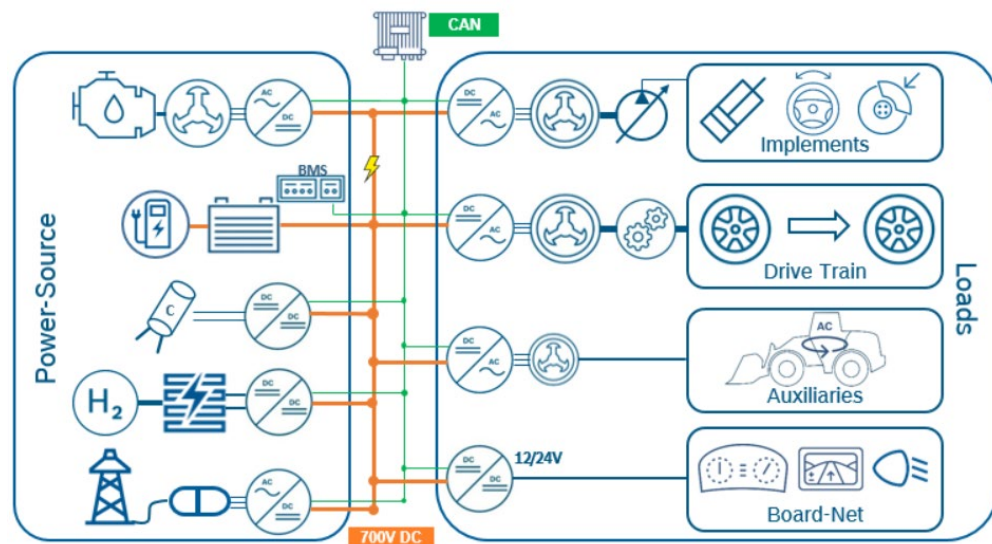 CAN
Power-Source
AC
DC
BMS
C
DC
DC
H₂
DC
DC
AC
DC
700V DC
DC
AC
Implements
DC
AC
Drive Train
DC
AC
AC
Auxiliaries
DC
DC
12/24V
Board-Net
Loads